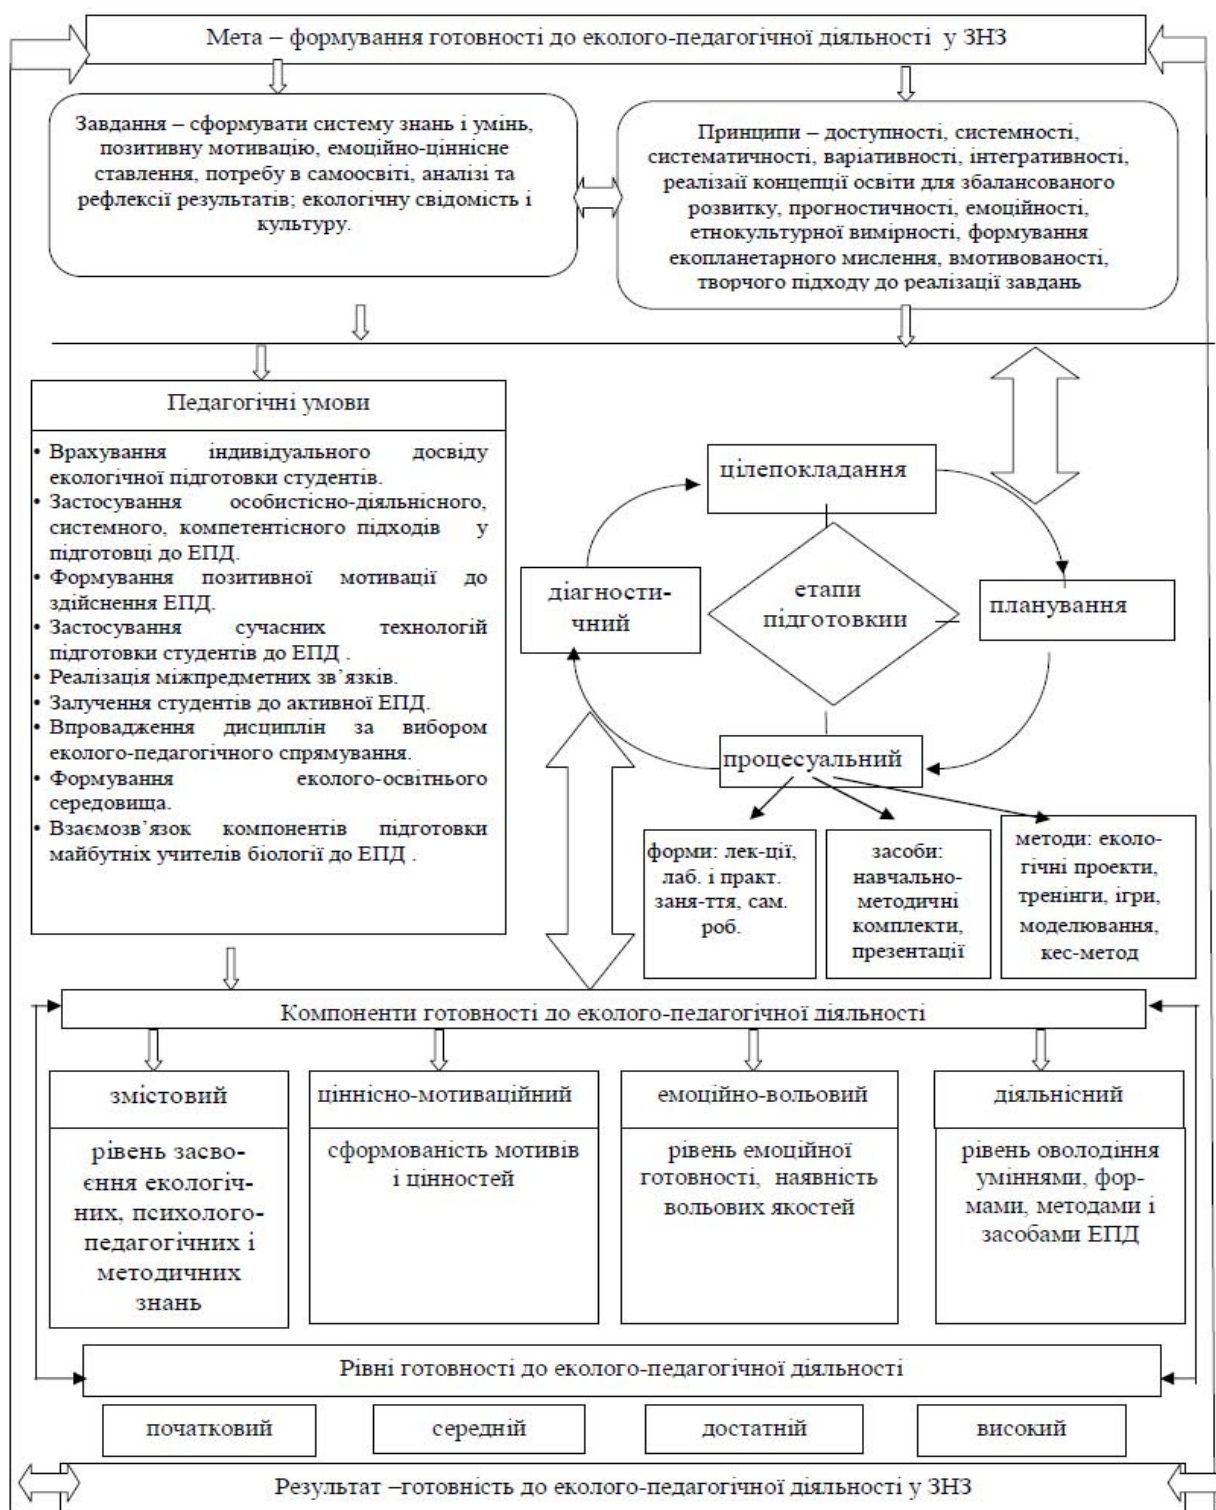 Мета – формування готовності до еколого-педагогічної діяльності у ЗНЗ
Завдання – сформувати систему знань і умінь,
позитивну мотивацію, емоційно-ціннісне
ставлення, потребу в самоосвіті, аналізі та
рефлексії результатів; екологічну свідомість і
культуру.
Принципи – доступності, системності,
систематичності, варіативності, інтегративності,
реалізаії концепції освіти для збалансованого
розвитку, прогностичності, емоційності,
етнокультурної вимірності, формування
екопланетарного мислення, вмотивованості,
творчого підходу до реалізації завдань
Педагогічні умови
• Врахування індивідуального досвіду
екологічної підготовки студентів.
• Застосування особистісно-діяльнісного,
системного, компетентісного підходів у
підготовці до ЕПД.
• Формування позитивної мотивації до
здійснення ЕПД.
• Застосування сучасних технологій
підготовки студентів до ЕПД .
• Реалізація міжпредметних зв’язків.
• Залучення студентів до активної ЕПД.
• Впровадження дисциплін за вибором
еколого-педагогічного спрямування.
• Формування еколого-освітнього
середовища.
• Взаємозв’язок компонентів підготовки
майбутніх учителів біології до ЕПД .
цілепокладання
діагности-
чний
етапи
підготовкии
планування
процесуальний
форми: лек-ції,
лаб. і практ.
заня-ття, сам.
роб.
засоби:
навчально-
методичні
комплекти,
презентації
методи: еколо-
гічні проекти,
тренінги, ігри,
моделювання,
кес-метод
Компоненти готовності до еколого-педагогічної діяльності
змістовий
рівень засво-
єння екологіч-
них, психолого-
педагогічних і
методичних
знань
ціннісно-мотиваційний
сформованість мотивів
і цінностей
емоційно-вольовий
рівень емоційної
готовності, наявність
вольових якостей
діяльнісний
рівень оволодіння
уміннями, фор-
мами, методами і
засобами ЕПД
Рівні готовності до еколого-педагогічної діяльності
початковий
середній
достатній
високий
Результат –готовність до еколого-педагогічної діяльності у ЗНЗ